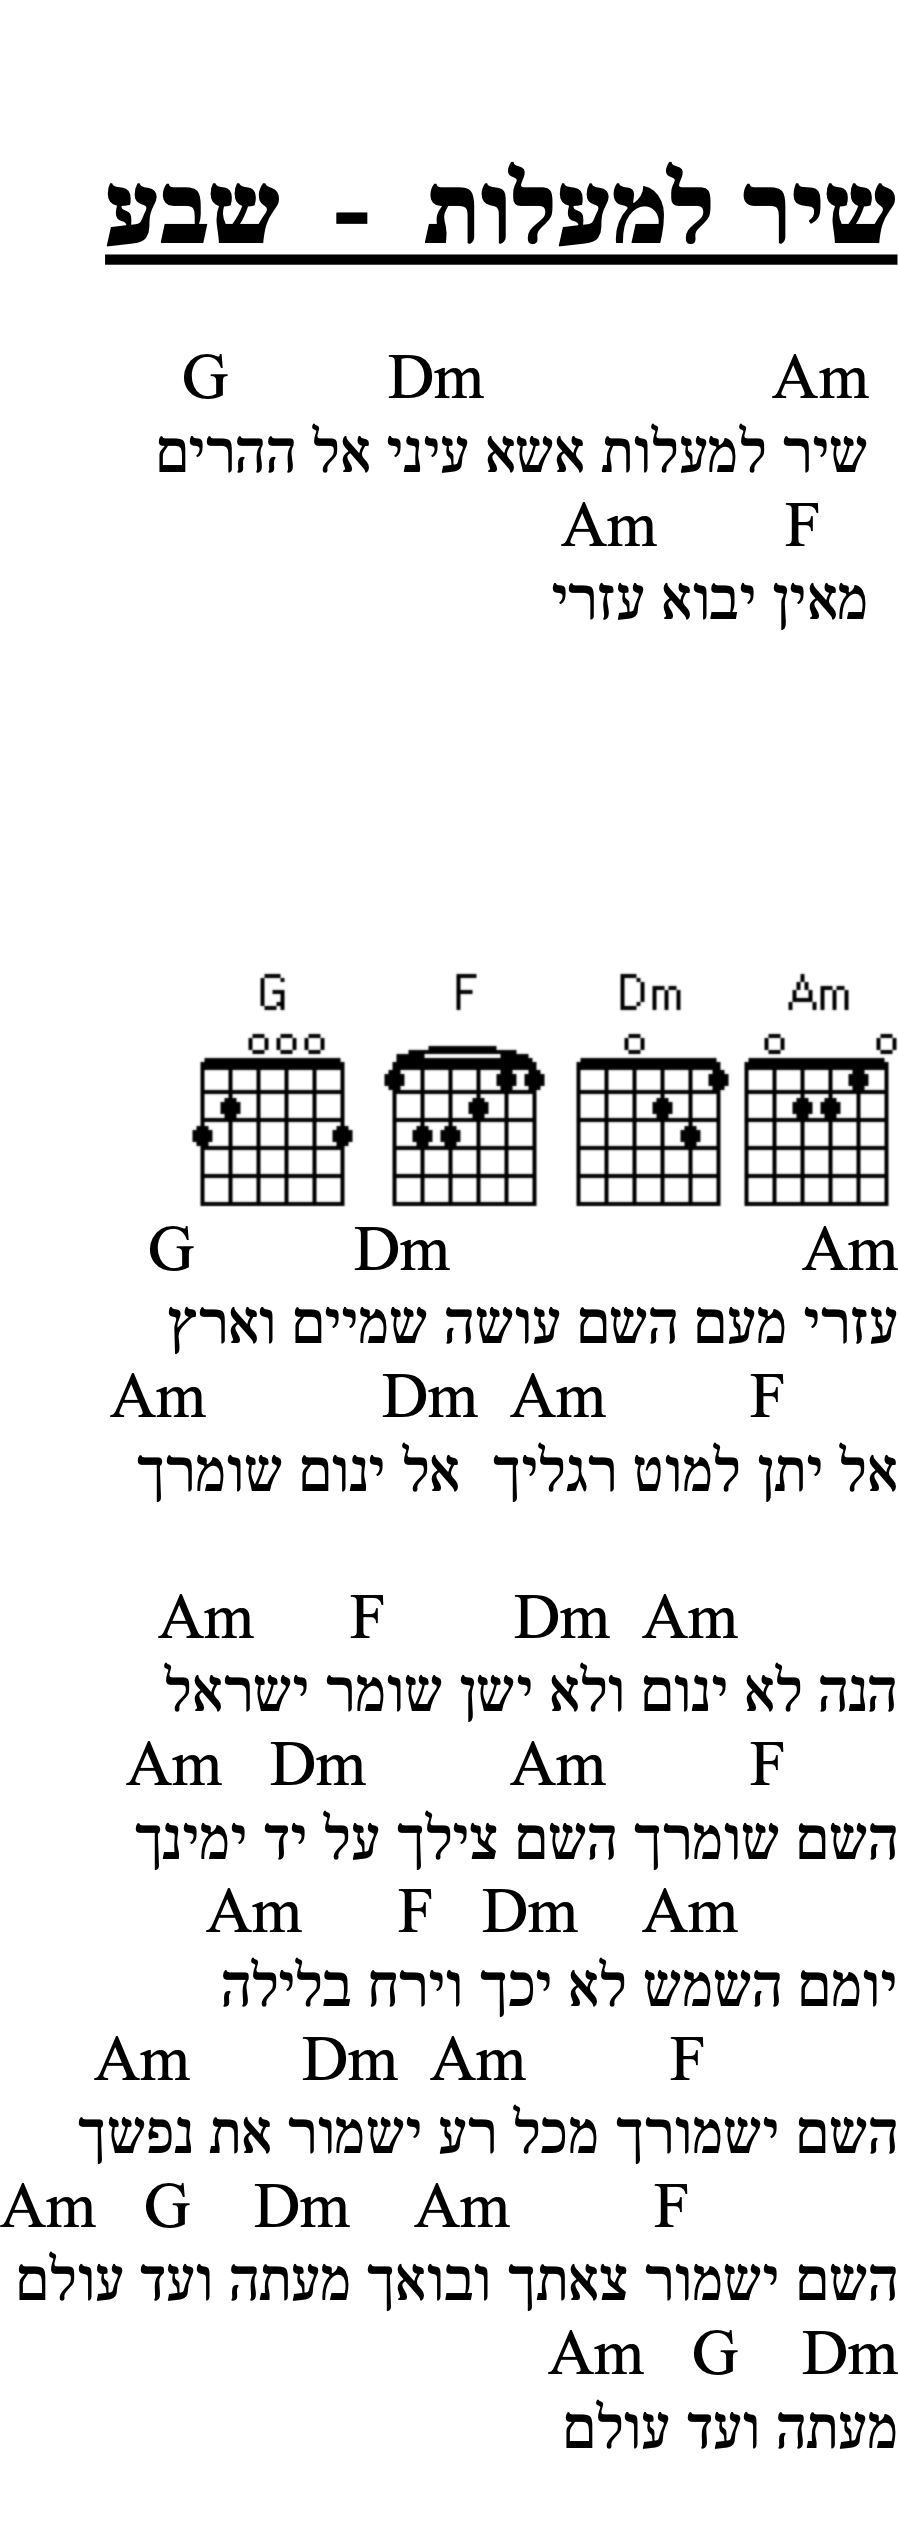 שיר למעלות - שבע
G Dm Am
שיר למעלות אשא עיני אל ההרים
Am F
מאין יבוא עזרי
G F Dm Am
G Dm Am
עזרי מעם השם עושה שמיים וארץ
Am Dm Am F
אל יתן למוט רגליך אל ינום שומרך
Am F Dm Am
הנה לא ינום ולא ישן שומר ישראל
Am Dm Am F
השם שומרך השם צילך על יד ימינך
Am F Dm Am
יומם השמש לא יכך וירח בלילה
Am Dm Am F
השם ישמורך מכל רע ישמור את נפשך
Am G Dm Am F
השם ישמור צאתך ובואך מעתה ועד עולם
Am G Dm
מעתה ועד עולם